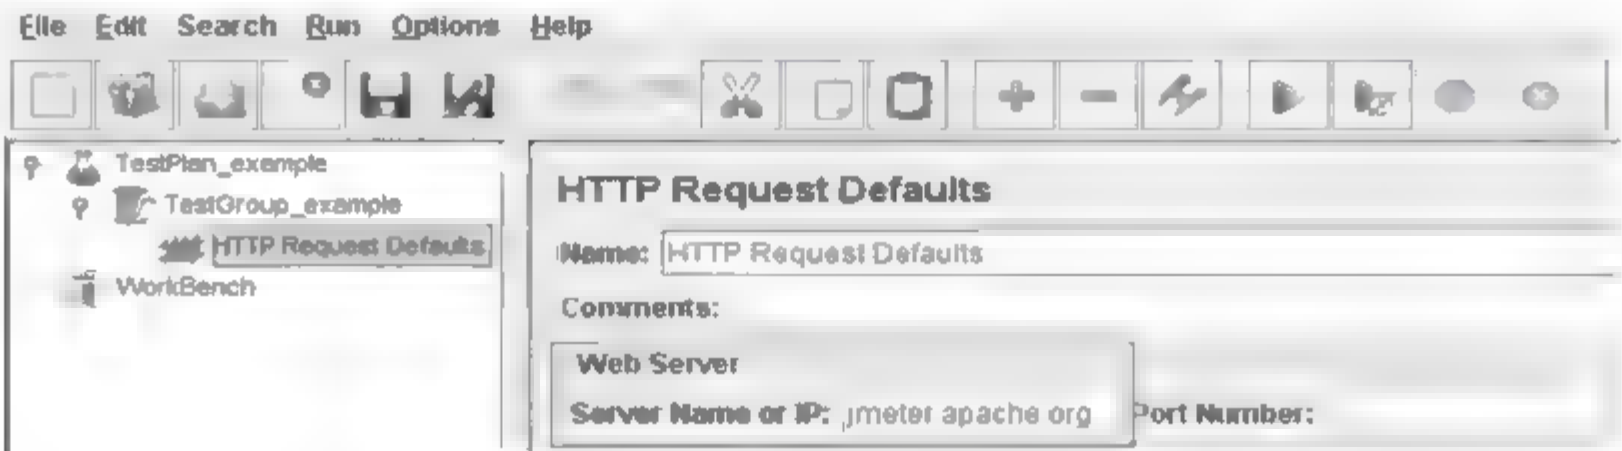 File Edit Search Run Options Help
TestPlan_example
TestGroup_example
HTTP Request Defaults
WorkBench
HTTP Request Defaults
Name: HTTP Request Defaults
Comments:
Web Server
Server Name or IP: jmeter.apache.org Port Number: